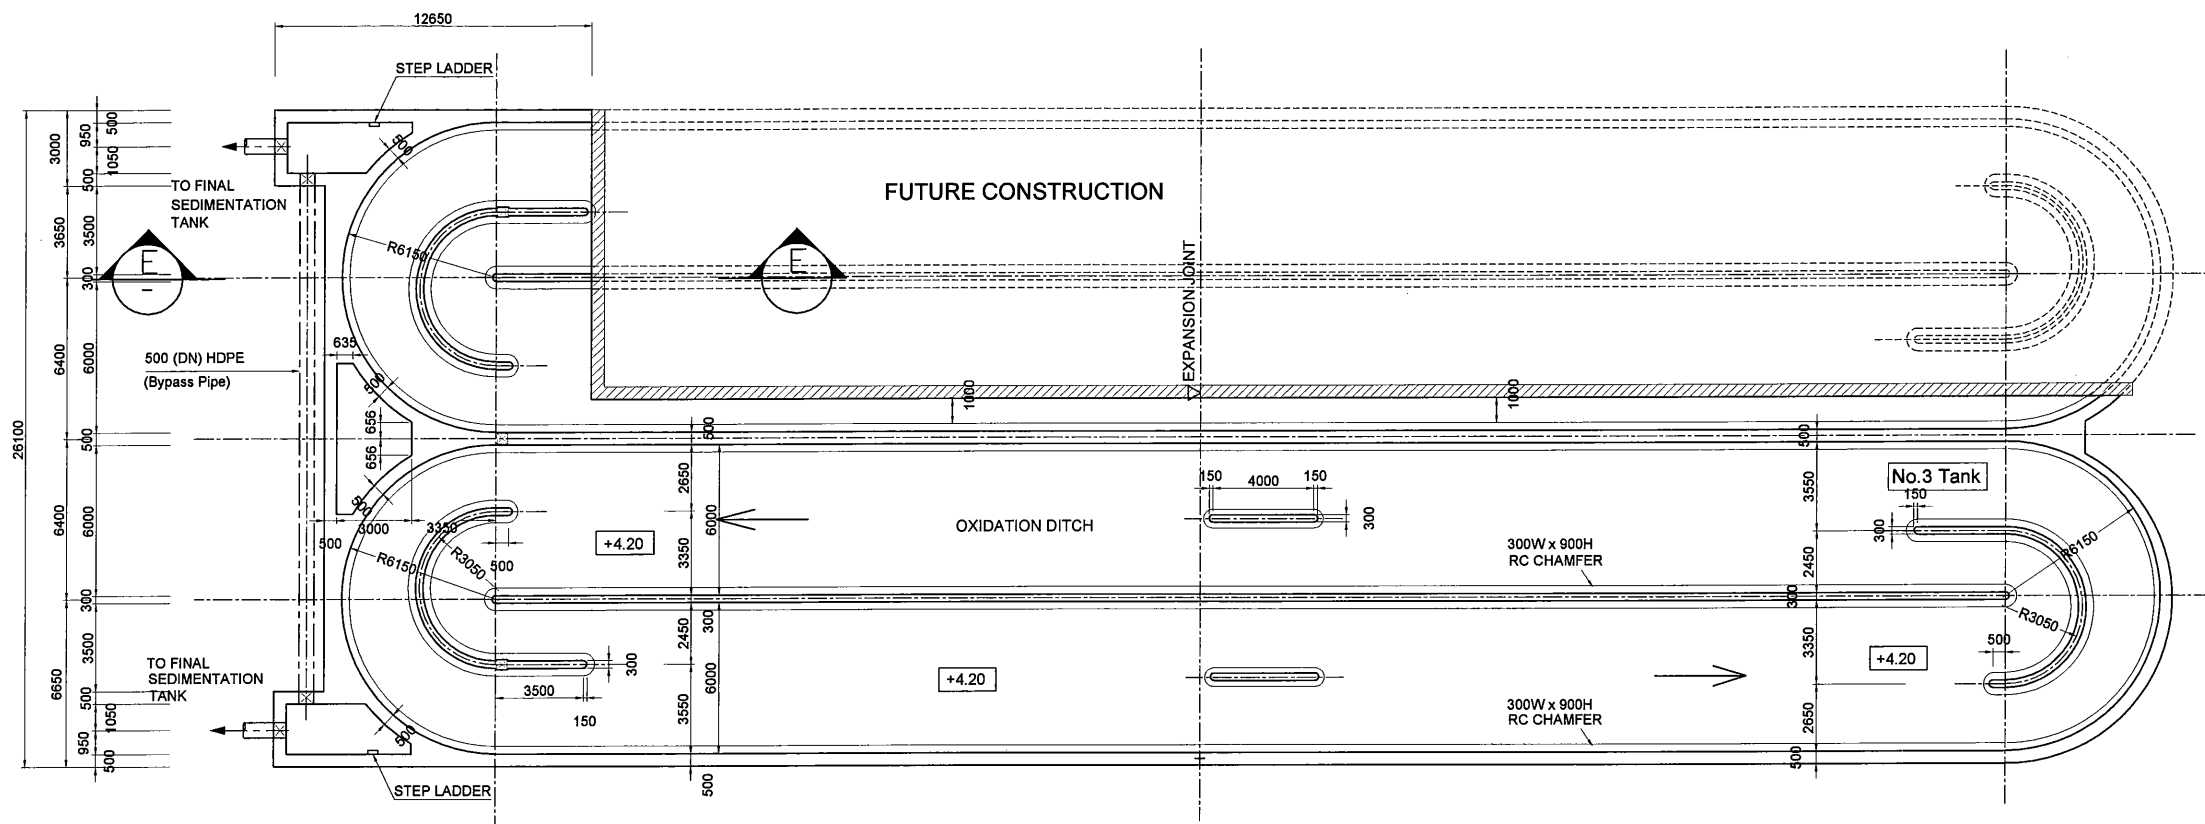 12650
STEP LADDER
500
950
3000
1050
500
500
TO FINAL
SEDIMENTATION
TANK
FUTURE CONSTRUCTION
3650
3500
E
-
E
R6150
300
EXPANSION JOINT
635
500 (DN) HDPE
(Bypass Pipe)
6400
6000
500
1000
1000
656
656
26100
500
500
500
No.3 Tank
150
4000
150
300
2650
6000
3550
150
300
500
3000
3350
500
6400
6000
OXIDATION DITCH
+4.20
3350
R6150
R3050
500
300W x 900H
RC CHAMFER
2450
R6150
300
300
300
R3050
3500
2450
3350
500
TO FINAL
SEDIMENTATION
TANK
300
6650
500
1050
950
500
3500
150
3550
6000
+4.20
+4.20
300W x 900H
RC CHAMFER
2650
500
500
500
STEP LADDER